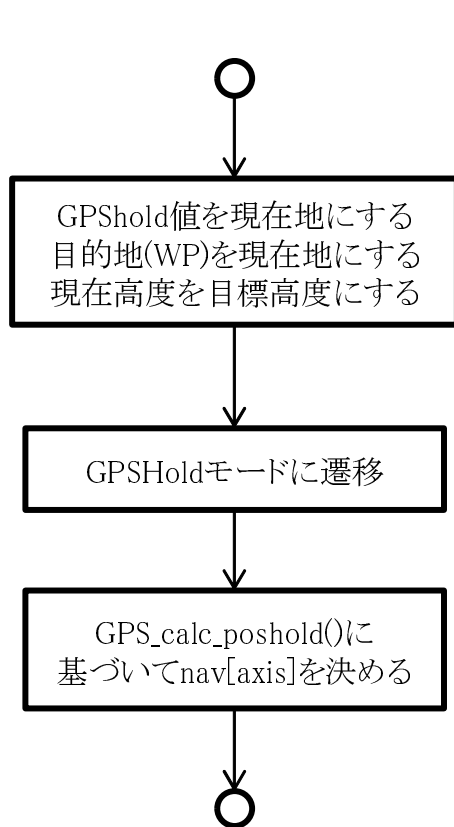 GPShold値を現在地にする
目的地(WP)を現在地にする
現在高度を目標高度にする
GPSHoldモードに遷移
GPS_calc_poshold()に
基づいてnav[axis]を決める